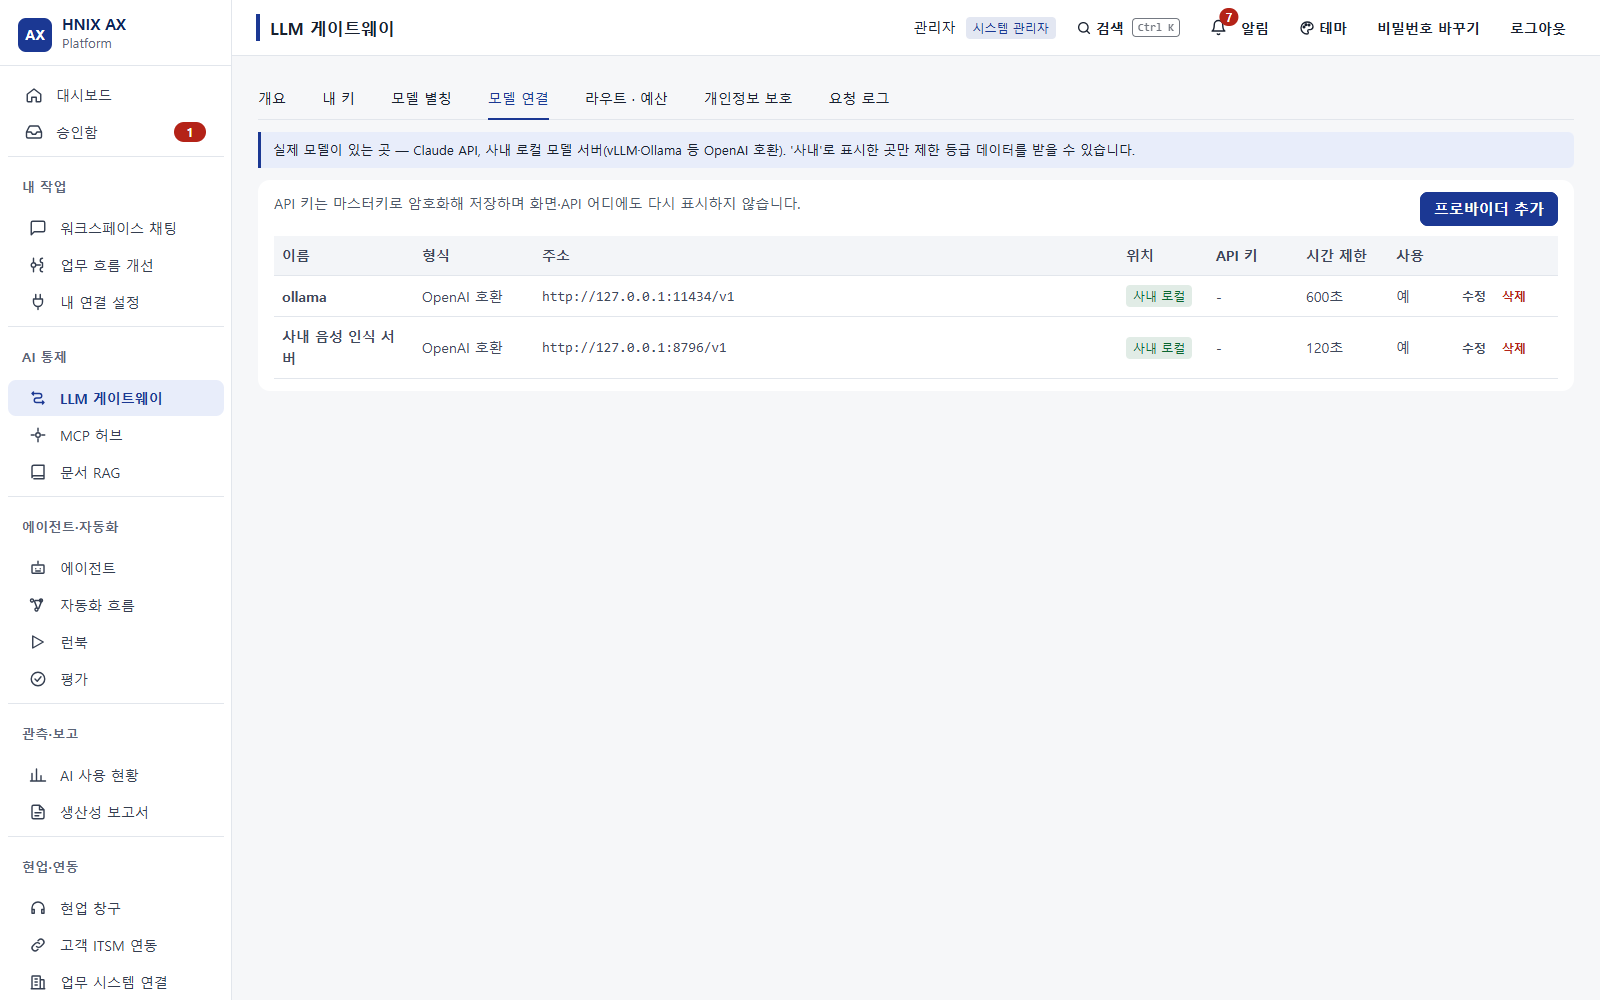 AX
HNIX AX
Platform
대시보드
승인함
1
내 작업
워크스페이스 채팅
업무 흐름 개선
내 연결 설정
AI 통제
LLM 게이트웨이
MCP 허브
문서 RAG
에이전트·자동화
에이전트
자동화 흐름
런북
평가
관측·보고
AI 사용 현황
생산성 보고서
현업·연동
현업 창구
고객 ITSM 연동
업무 시스템 연결
LLM 게이트웨이
관리자 시스템 관리자 검색 Ctrl K 7 알림 테마 비밀번호 바꾸기 로그아웃
개요 내 키 모델 별칭 모델 연결 라우트 · 예산 개인정보 보호 요청 로그
실제 모델이 있는 곳 — Claude API, 사내 로컬 모델 서버(vLLM·Ollama 등 OpenAI 호환). '사내'로 표시한 곳만 제한 등급 데이터를 받을 수 있습니다.
API 키는 마스터키로 암호화해 저장하며 화면·API 어디에도 다시 표시하지 않습니다.
프로바이더 추가
이름 형식 주소 위치 API 키 시간 제한 사용
ollama OpenAI 호환 http://127.0.0.1:11434/v1 사내 로컬 - 600초 예 수정 삭제
사내 음성 인식 서
버 OpenAI 호환 http://127.0.0.1:8796/v1 사내 로컬 - 120초 예 수정 삭제